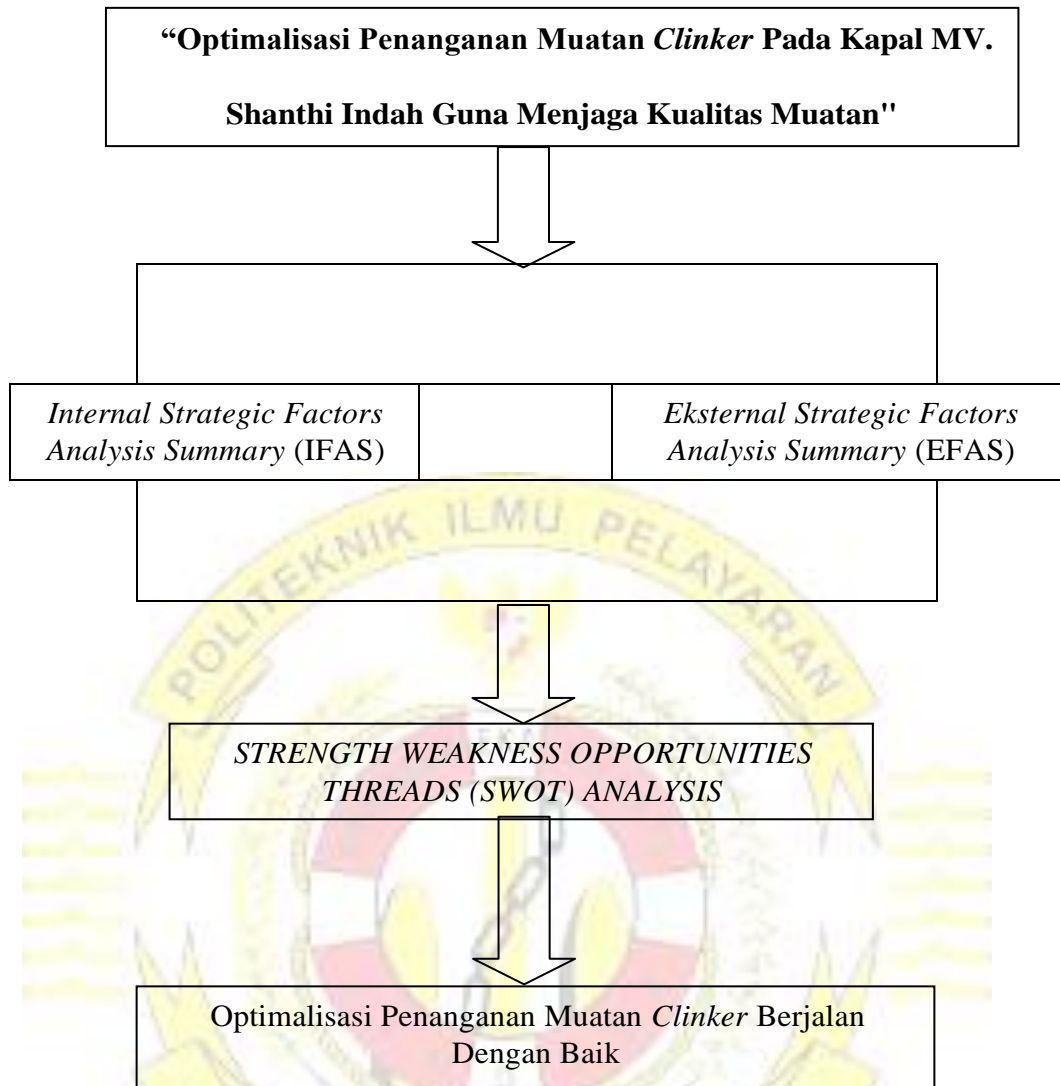 “Optimalisasi Penanganan Muatan Clinker Pada Kapal MV.
Shanthi Indah Guna Menjaga Kualitas Muatan"
Internal Strategic Factors
Analysis Summary (IFAS)
Eksternal Strategic Factors
Analysis Summary (EFAS)
POLITEKNIK ILMU PELAYARAN
STRENGTH WEAKNESS OPPORTUNITIES
THREADS (SWOT) ANALYSIS
Optimalisasi Penanganan Muatan Clinker Berjalan
Dengan Baik